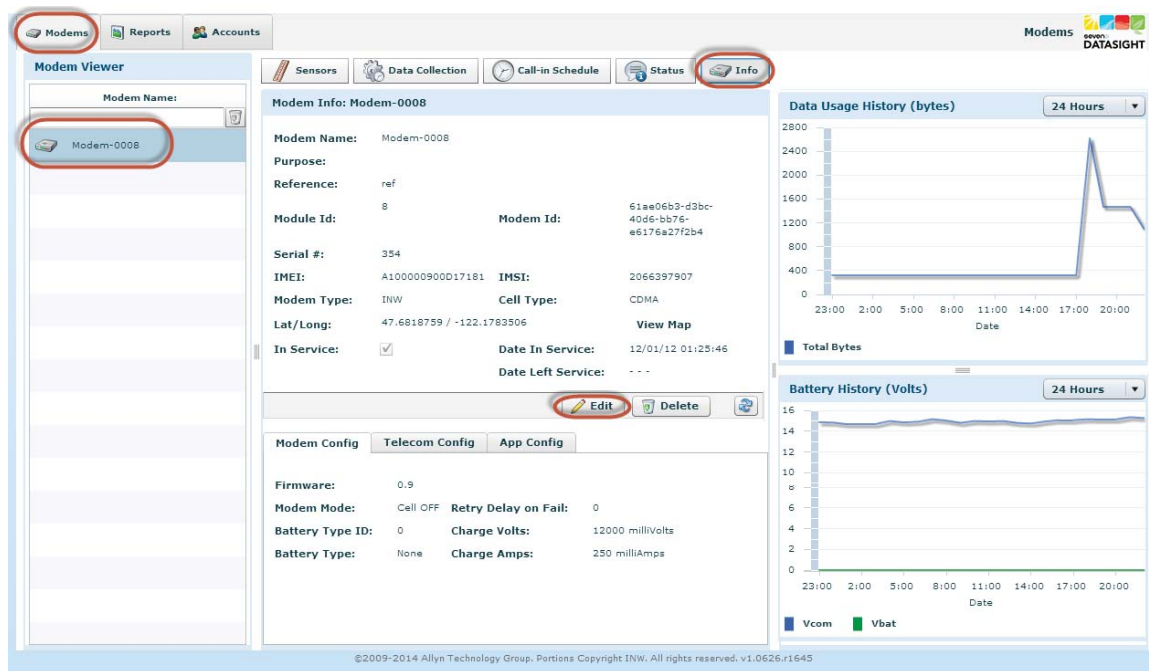 Modems Reports Accounts
Modems
seven
DATASIGHT
Modem Viewer
Modem Name:
Modem-0008
Sensors Data Collection Call-in Schedule Status Info
Modem Info: Modem-0008
Modem Name: Modem-0008
Purpose:
Reference: ref
Module Id: 8 Modem Id: 61ae06b3-d3bc-
40d6-bb76-
e6176a27f2b4
Serial #: 354
IMEI: A100000900D17181 IMSI: 2066397907
Modem Type: INW Cell Type: CDMA
Lat/Long: 47.6818759 / -122.1783506 View Map
In Service: Date In Service: 12/01/12 01:25:46
Date Left Service: - - -
Edit Delete
Modem Config Telecom Config App Config
Firmware: 0.9
Modem Mode: Cell OFF Retry Delay on Fail: 0
Battery Type ID: 0 Charge Volts: 12000 milliVolts
Battery Type: None Charge Amps: 250 milliAmps
Data Usage History (bytes) 24 Hours
2800
2400
2000
1600
1200
800
400
0
23:00 2:00 5:00 8:00 11:00 14:00 17:00 20:00
Date
Total Bytes
Battery History (Volts) 24 Hours
16
14
12
10
8
6
4
2
0
23:00 2:00 5:00 8:00 11:00 14:00 17:00 20:00
Date
Vcom Vbat
©2009-2014 Allyn Technology Group. Portions Copyright INW. All rights reserved. v1.0626.r1645